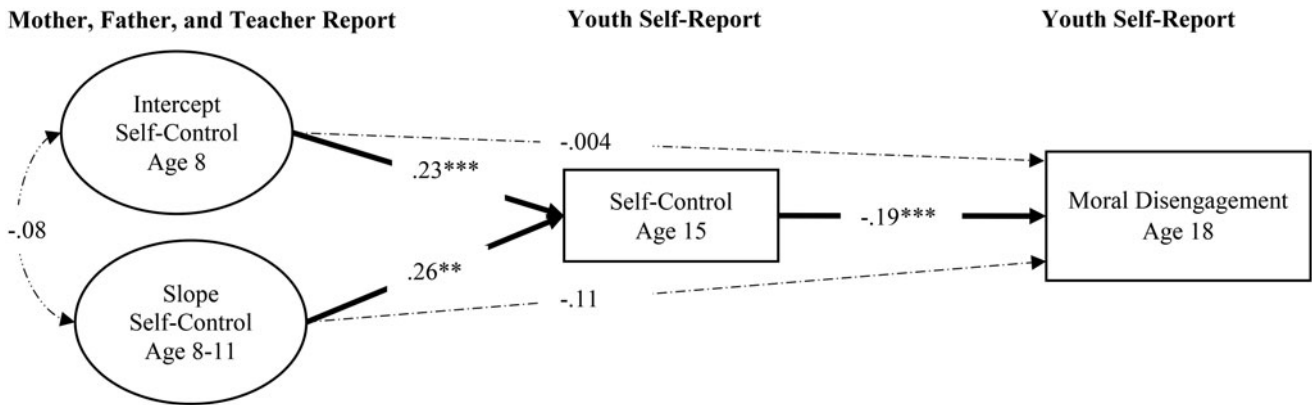 Mother, Father, and Teacher Report
Youth Self-Report
Youth Self-Report
Intercept
Self-Control
Age 8
-.004
.23***
Self-Control
Age 15
-.19***
Moral Disengagement
Age 18
-.08
.26**
Slope
Self-Control
Age 8-11
-.11